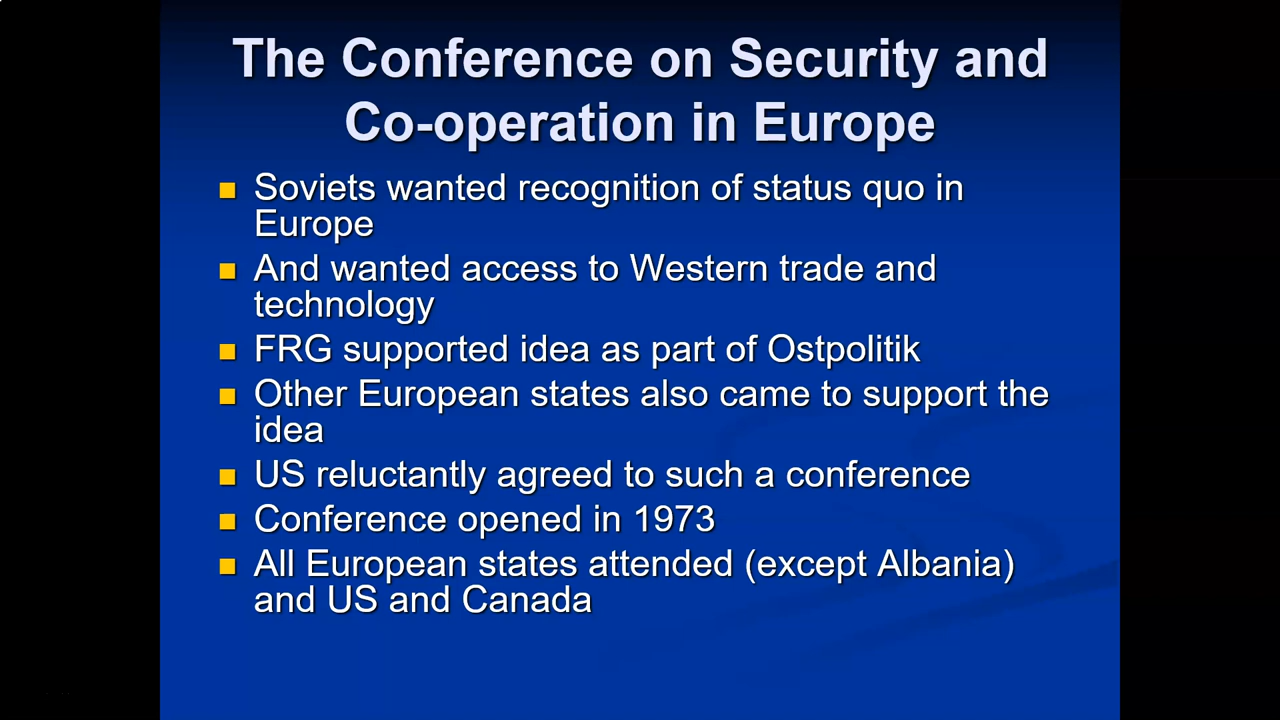 The Conference on Security and
Co-operation in Europe
Soviets wanted recognition of status quo in
Europe
And wanted access to Western trade and
technology
FRG supported idea as part of Ostpolitik
Other European states also came to support the
idea
US reluctantly agreed to such a conference
Conference opened in 1973
All European states attended (except Albania)
and US and Canada